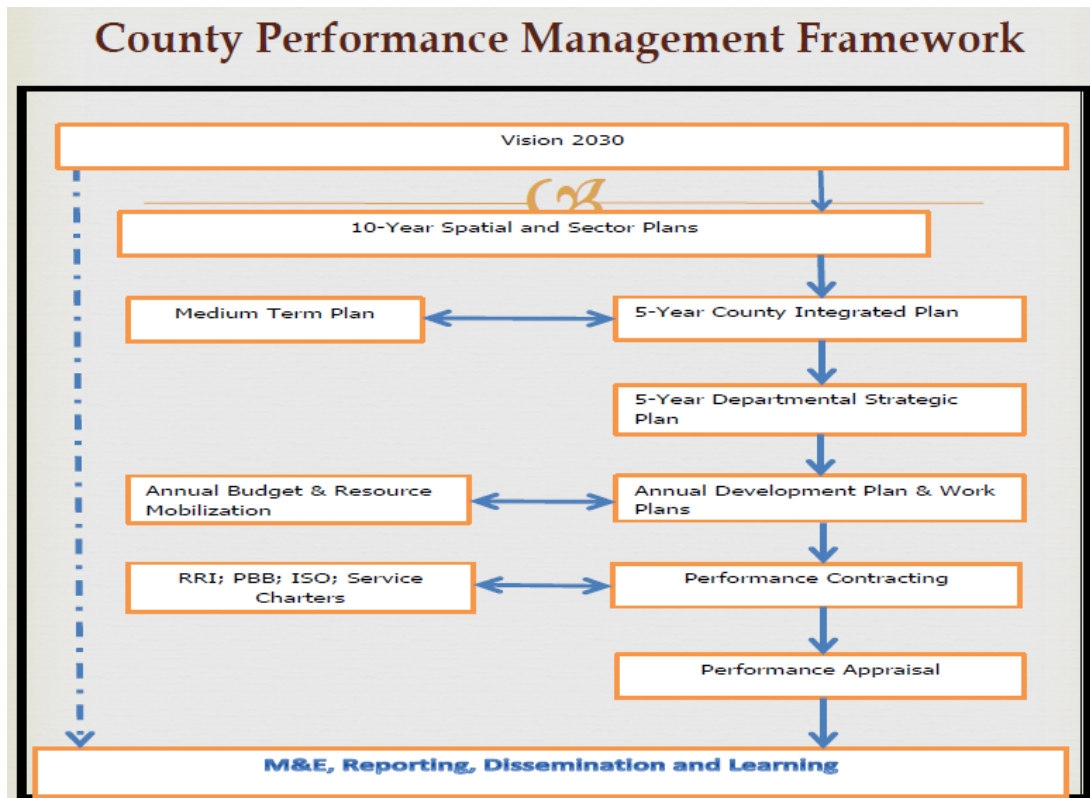 County Performance Management Framework
Vision 2030
10-Year Spatial and Sector Plans
Medium Term Plan
5-Year County Integrated Plan
5-Year Departmental Strategic
Plan
Annual Budget & Resource
Mobilization
Annual Development Plan & Work
Plans
RRI; PBB; ISO; Service
Charters
Performance Contracting
Performance Appraisal
M&E, Reporting, Dissemination and Learning